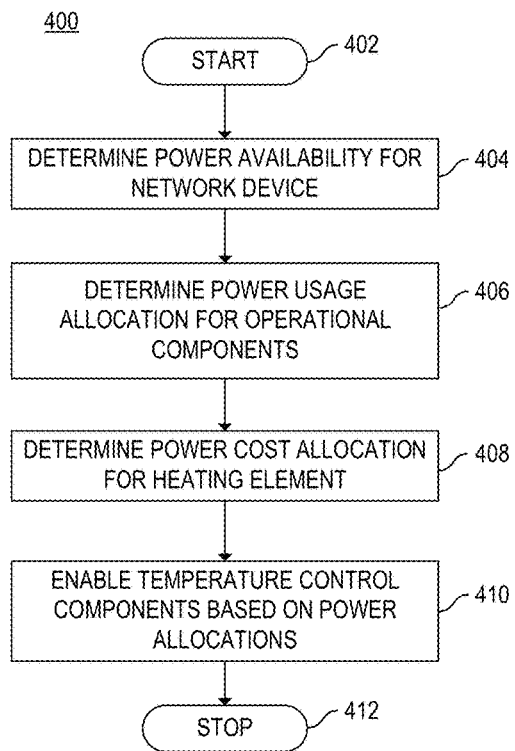 400
START
402
DETERMINE POWER AVAILABILITY FOR
NETWORK DEVICE
404
DETERMINE POWER USAGE
ALLOCATION FOR OPERATIONAL
COMPONENTS
406
DETERMINE POWER COST ALLOCATION
FOR HEATING ELEMENT
408
ENABLE TEMPERATURE CONTROL
COMPONENTS BASED ON POWER
ALLOCATIONS
410
STOP
412